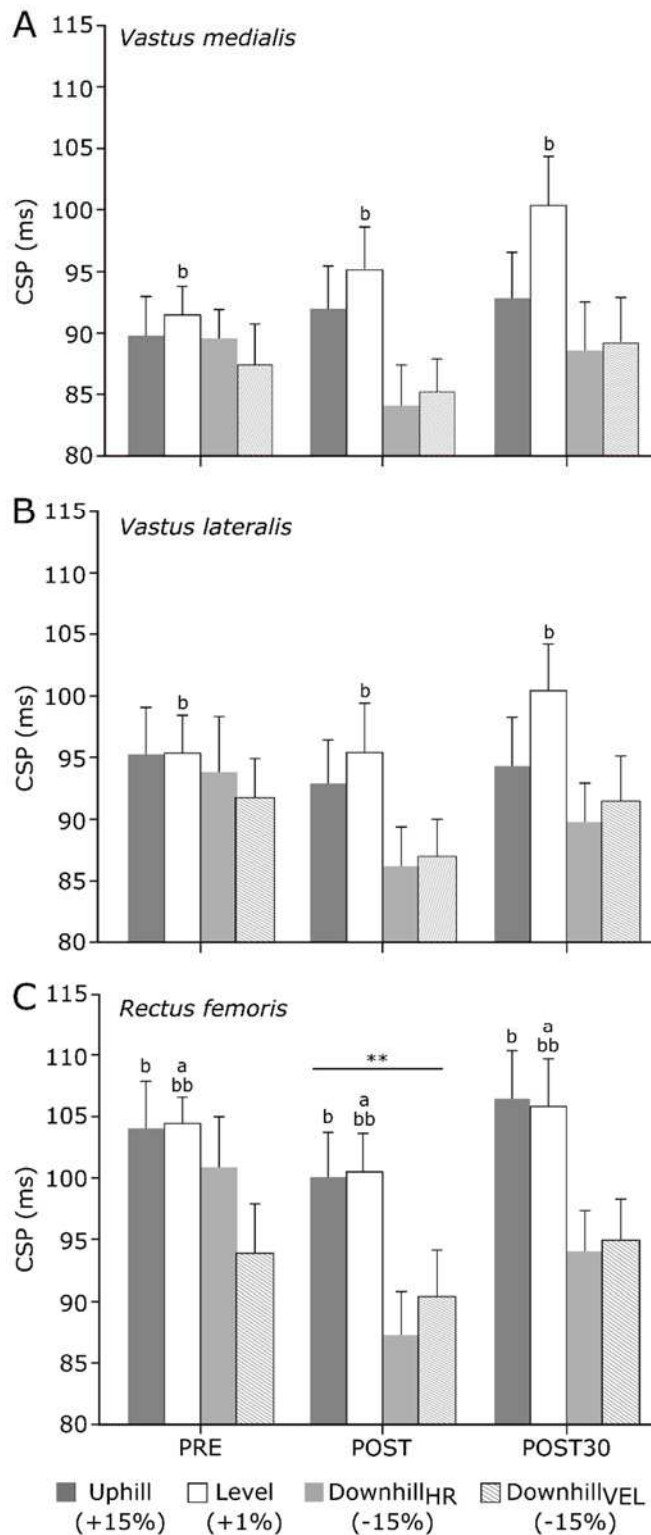 A
Vastus medialis
115
110
105
100
95
90
85
80
CSP (ms)
b
b
b
B
Vastus lateralis
115
110
105
100
95
90
85
80
CSP (ms)
b
b
b
C
Rectus femoris
115
110
105
100
95
90
85
80
CSP (ms)
b
a
bb
**
b
a
bb
b
a
bb
PRE
POST
POST30
Uphill
(+15%)
Level
(+1%)
DownhillHR
(-15%)
DownhillVEL
(-15%)